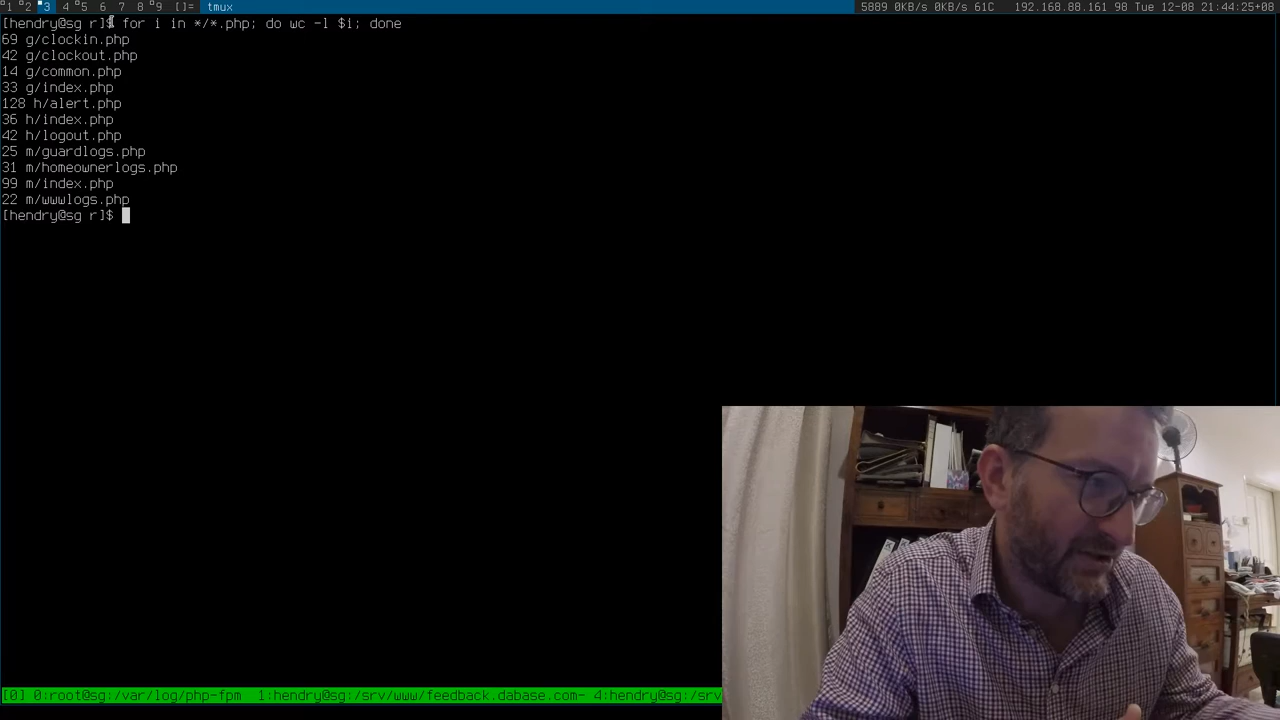 1 2 3 4 5 6 7 8 9 []= tmux 5889 0KB/s 0KB/s 61C 192.168.88.161 98 Tue 12-08 21:44:25+08
[hendry@sg r]$ for i in */*.php; do wc -l $i; done
69 g/clockin.php
42 g/clockout.php
14 g/common.php
33 g/index.php
128 h/alert.php
36 h/index.php
42 h/logout.php
25 m/guardlogs.php
31 m/homeownerlogs.php
99 m/index.php
22 m/wwwlogs.php
[hendry@sg r]$
[0] 0:root@sg:/var/log/php-fpm 1:hendry@sg:/srv/www/feedback.dabase.com- 4:hendry@sg:/srv